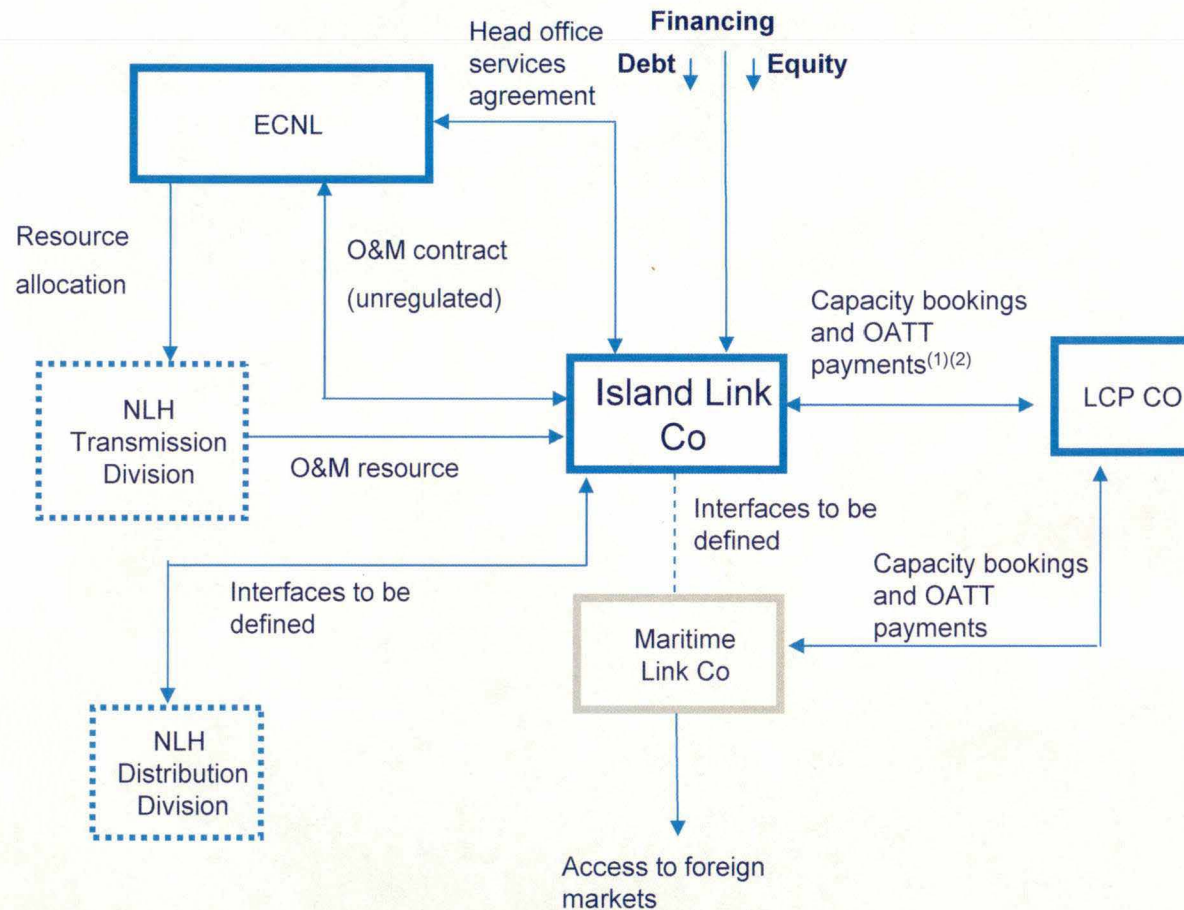 Financing
Debt
Equity
Head office
services
agreement
ECNL
Resource
allocation
O&M contract
(unregulated)
Capacity bookings
and OATT
payments(1)(2)
Island Link
Co
LCP CO
NLH
Transmission
Division
O&M resource
Interfaces to be
defined
Capacity bookings
and OATT
payments
Interfaces to be
defined
Maritime
Link Co
NLH
Distribution
Division
Access to foreign
markets